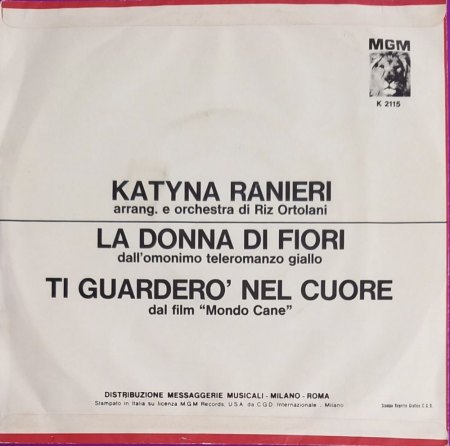 MGM
K 2115
KATYNA RANIERI
arrang. e orchestra di Riz Ortolani
LA DONNA DI FIORI
dall'omonimo teleromanzo giallo
TI GUARDERO' NEL CUORE
dal film "Mondo Cane"
DISTRIBUZIONE MESSAGGERIE MUSICALI - MILANO - ROMA
Stampato in Italia su licenza M.G.M. Records, U.S.A. da C.G.D. Internazionale . Milano